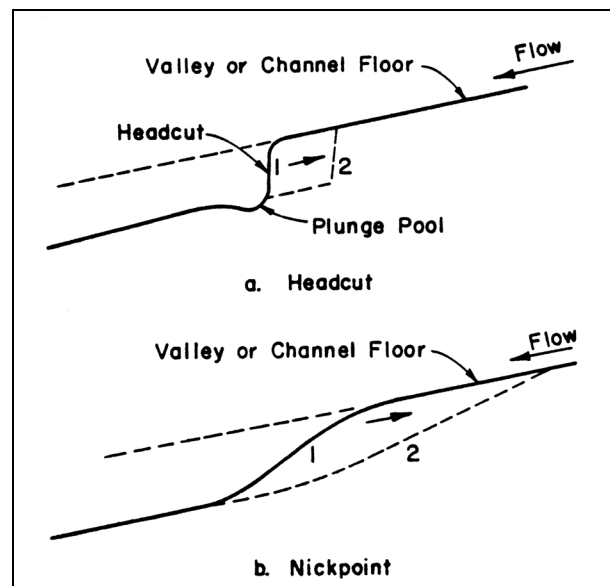 Flow
Valley or Channel Floor
Headcut
1
2
Plunge Pool
a. Headcut
Flow
Valley or Channel Floor
1
2
b. Nickpoint